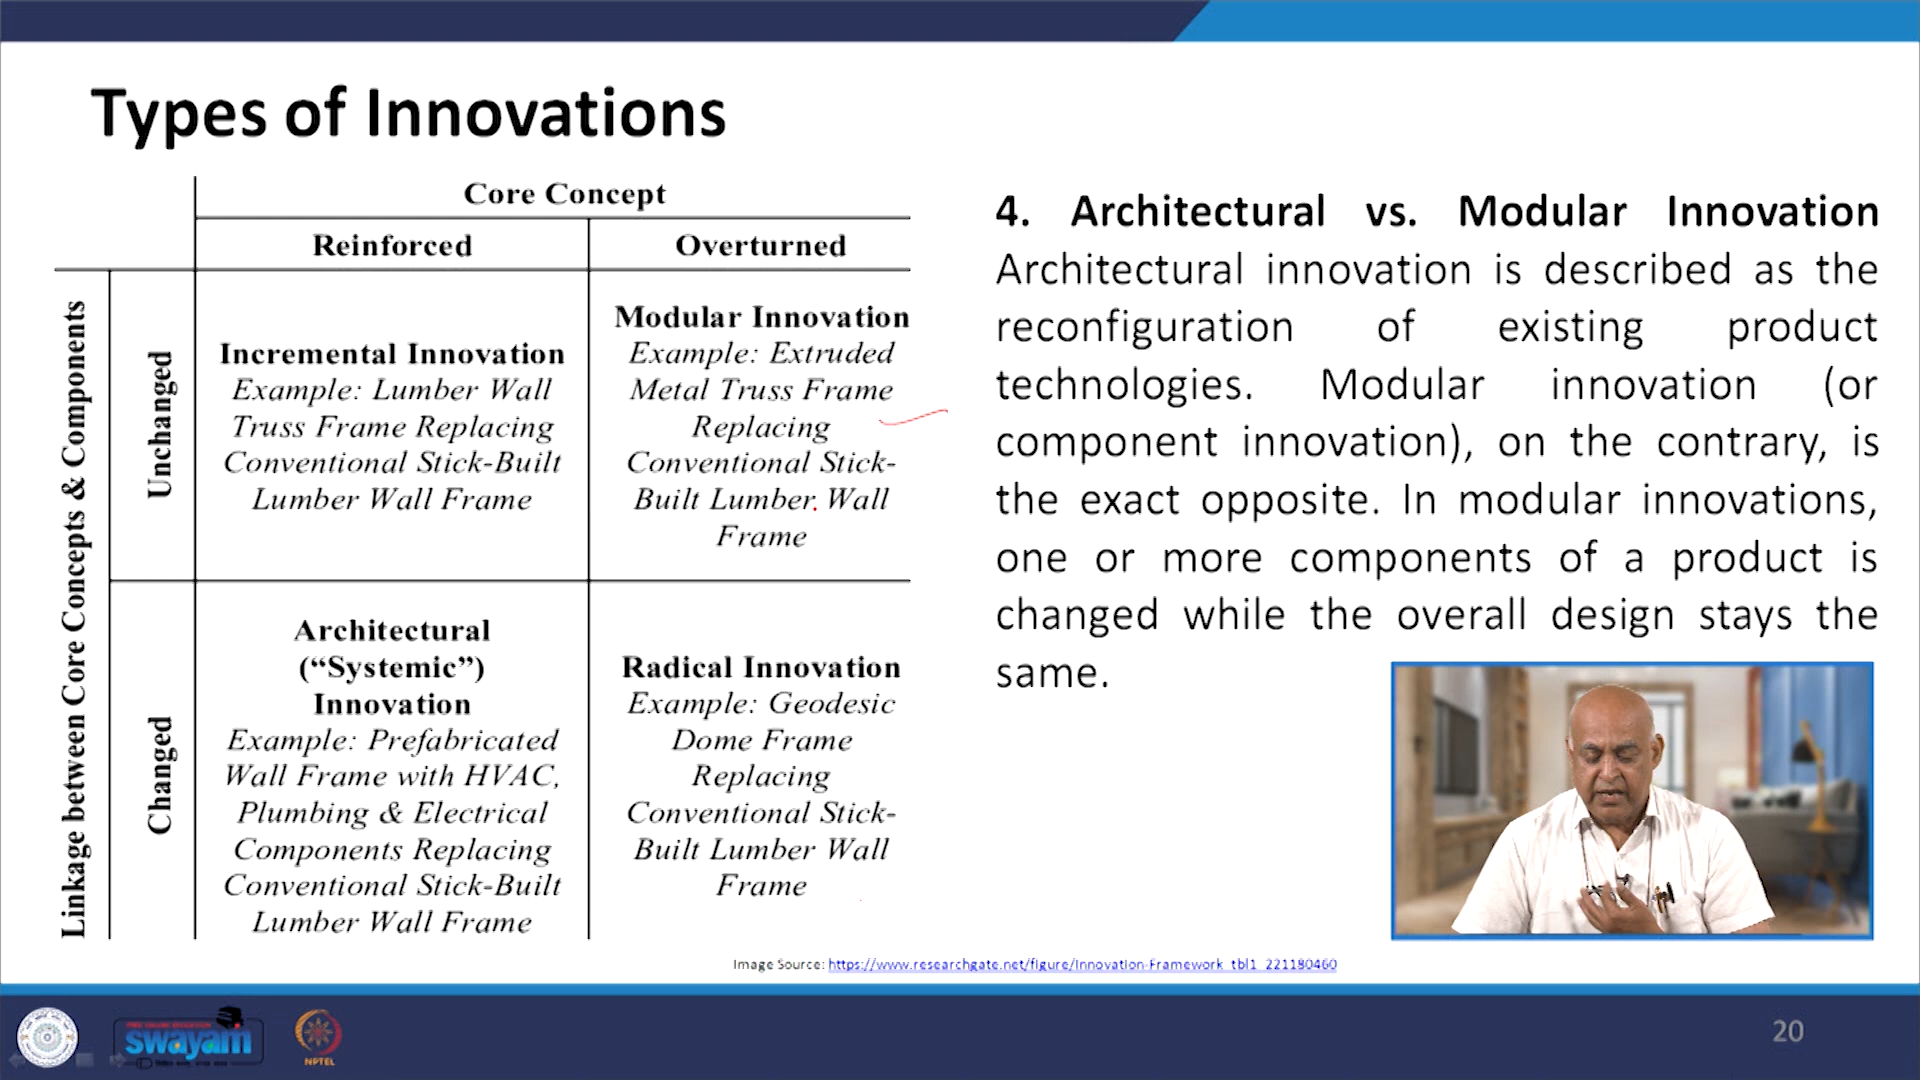 Types of Innovations
Core Concept
Reinforced
Overturned
Linkage between Core Concepts & Components
Unchanged
Incremental Innovation
Example: Lumber Wall
Truss Frame Replacing
Conventional Stick-Built
Lumber Wall Frame
Modular Innovation
Example: Extruded
Metal Truss Frame
Replacing
Conventional Stick-
Built Lumber Wall
Frame
Changed
Architectural
(“Systemic”)
Innovation
Example: Prefabricated
Wall Frame with HVAC,
Plumbing & Electrical
Components Replacing
Conventional Stick-Built
Lumber Wall Frame
Radical Innovation
Example: Geodesic
Dome Frame
Replacing
Conventional Stick-
Built Lumber Wall
Frame
4. Architectural vs. Modular Innovation
Architectural innovation is described as the
reconfiguration of existing product
technologies. Modular innovation (or
component innovation), on the contrary, is
the exact opposite. In modular innovations,
one or more components of a product is
changed while the overall design stays the
same.
Image Source: https://www.researchgate.net/figure/Innovation-Framework_tbl1_221180460
swayam
NPTEL
20